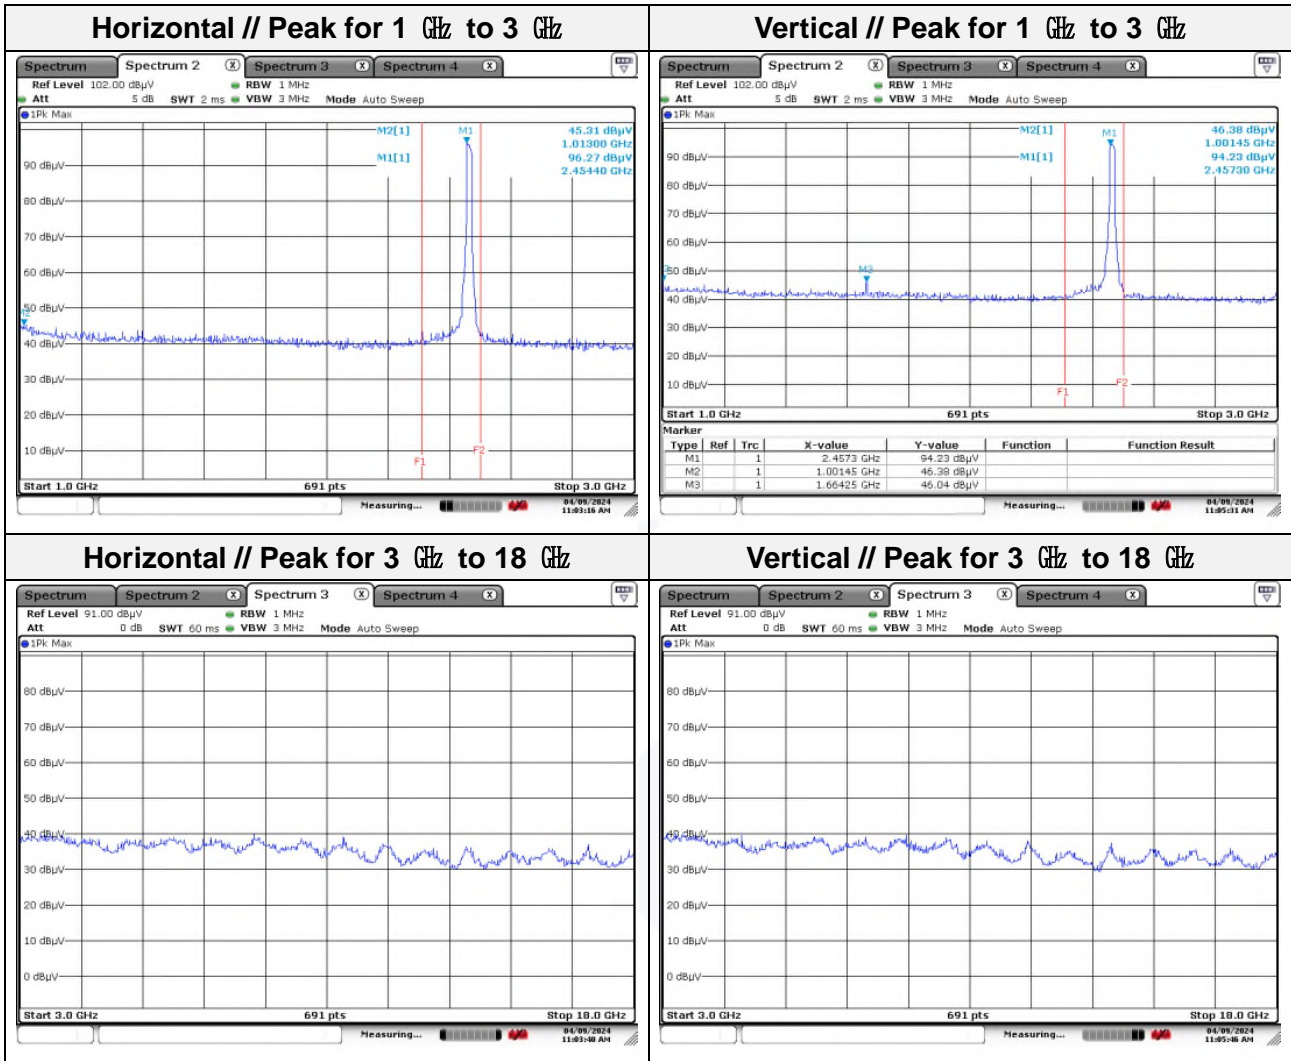 Horizontal // Peak for 1 ㎓ to 3 ㎓
Spectrum Spectrum 2 X Spectrum 3 X Spectrum 4 X
Ref Level 102.00 dBµV RBW 1 MHz
Att 5 dB SWT 2 ms VBW 3 MHz Mode Auto Sweep
1Pk Max
M2[1] 45.31 dBµV
1.01300 GHz
M1[1] 96.27 dBµV
2.45440 GHz
M1
90 dBµV
80 dBµV
70 dBµV
60 dBµV
50 dBµV
40 dBµV
30 dBµV
20 dBµV
10 dBµV
F1
F2
Start 1.0 GHz 691 pts Stop 3.0 GHz
Measuring... 04/09/2024
11:03:16 AM
Vertical // Peak for 1 ㎓ to 3 ㎓
Spectrum Spectrum 2 X Spectrum 3 X Spectrum 4 X
Ref Level 102.00 dBµV RBW 1 MHz
Att 5 dB SWT 2 ms VBW 3 MHz Mode Auto Sweep
1Pk Max
M2[1] 46.38 dBµV
1.00145 GHz
M1[1] 94.23 dBµV
2.45730 GHz
M1
90 dBµV
80 dBµV
70 dBµV
60 dBµV
M3
50 dBµV
40 dBµV
30 dBµV
20 dBµV
10 dBµV
F1
F2
Start 1.0 GHz 691 pts Stop 3.0 GHz
Marker
Type Ref Trc X-value Y-value Function Function Result
M1 1 2.4573 GHz 94.23 dBµV
M2 1 1.00145 GHz 46.38 dBµV
M3 1 1.66425 GHz 46.04 dBµV
Measuring... 04/09/2024
11:05:31 AM
Horizontal // Peak for 3 ㎓ to 18 ㎓
Spectrum Spectrum 2 X Spectrum 3 X Spectrum 4 X
Ref Level 91.00 dBµV RBW 1 MHz
Att 0 dB SWT 60 ms VBW 3 MHz Mode Auto Sweep
1Pk Max
80 dBµV
70 dBµV
60 dBµV
50 dBµV
40 dBµV
30 dBµV
20 dBµV
10 dBµV
0 dBµV
Start 3.0 GHz 691 pts Stop 18.0 GHz
Measuring... 04/09/2024
11:03:40 AM
Vertical // Peak for 3 ㎓ to 18 ㎓
Spectrum Spectrum 2 X Spectrum 3 X Spectrum 4 X
Ref Level 91.00 dBµV RBW 1 MHz
Att 0 dB SWT 60 ms VBW 3 MHz Mode Auto Sweep
1Pk Max
80 dBµV
70 dBµV
60 dBµV
50 dBµV
40 dBµV
30 dBµV
20 dBµV
10 dBµV
0 dBµV
Start 3.0 GHz 691 pts Stop 18.0 GHz
Measuring... 04/09/2024
11:05:46 AM